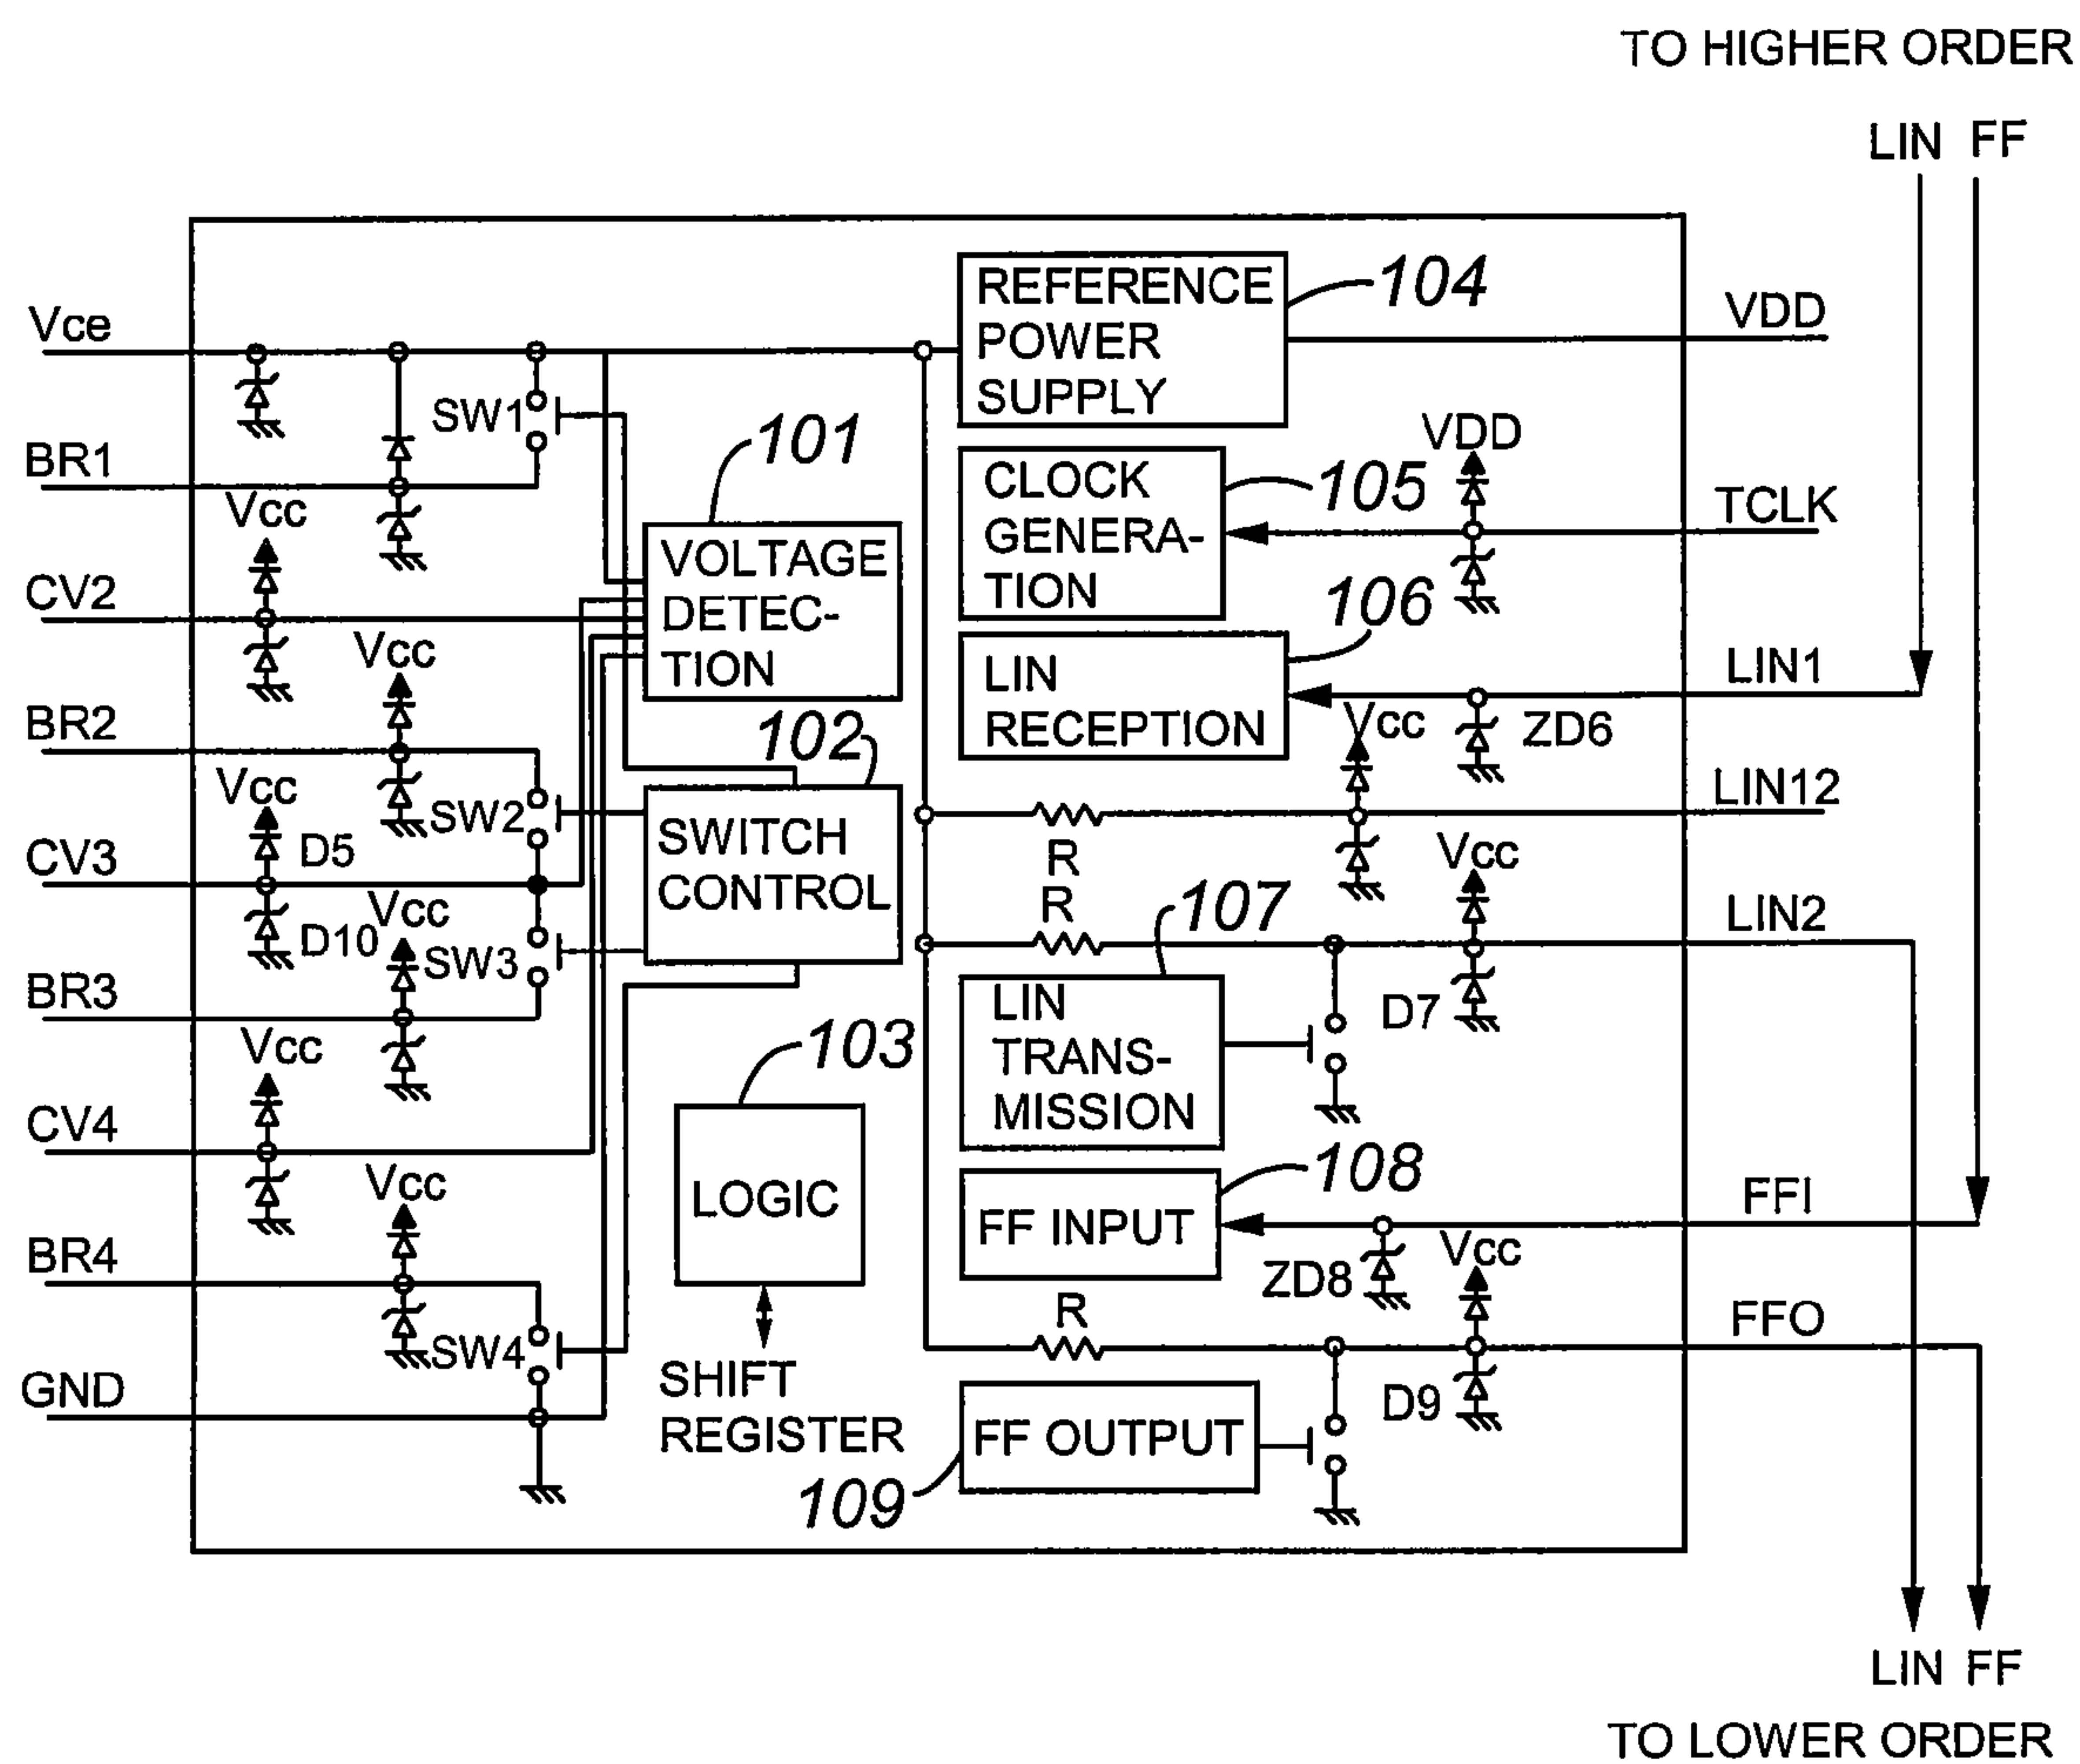 TO HIGHER ORDER
LIN FF
Vce
BR1
Vcc
CV2
Vcc
BR2
Vcc
CV3
D5
D10
Vcc
BR3
Vcc
CV4
Vcc
BR4
GND
SW1
SW2
SW3
SW4
101
VOLTAGE
DETEC-
TION
102
SWITCH
CONTROL
103
LOGIC
SHIFT
REGISTER
REFERENCE
POWER
SUPPLY
104
VDD
CLOCK
GENERA-
TION
105
VDD
TCLK
106
LIN
RECEPTION
LIN1
ZD6
Vcc
LIN12
R
R
Vcc
LIN2
107
LIN
TRANS-
MISSION
D7
108
FF INPUT
FFI
ZD8
Vcc
R
FFO
D9
FF OUTPUT
109
LIN FF
TO LOWER ORDER